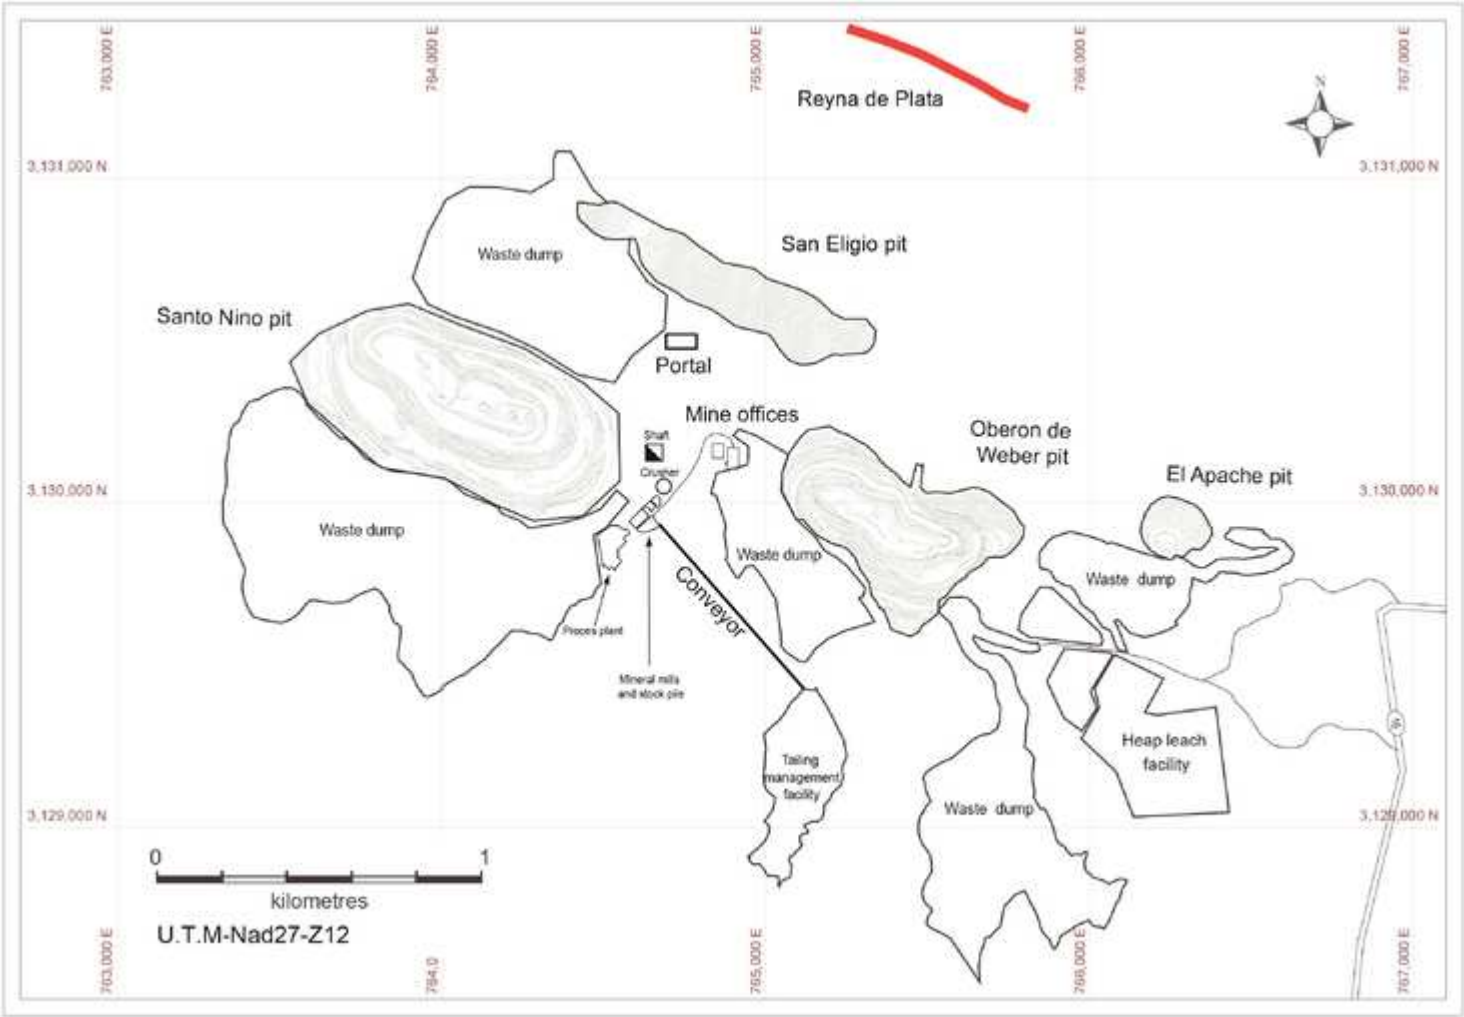 763,000 E
764,000 E
765,000 E
766,000 E
767,000 E
Reyna de Plata
N
3,131,000 N
3,131,000 N
San Eligio pit
Waste dump
Santo Nino pit
Portal
Mine offices
Shaft
Crusher
Oberon de
Weber pit
El Apache pit
3,130,000 N
3,130,000 N
Waste dump
Waste dump
Waste dump
Conveyor
Proces plant
Mineral mills
and stock pile
Heap leach
facility
Tailing
management
facility
Waste dump
3,129,000 N
3,129,000 N
0 1
kilometres
U.T.M-Nad27-Z12
763,000 E
764,0
765,000 E
766,000 E
767,000 E